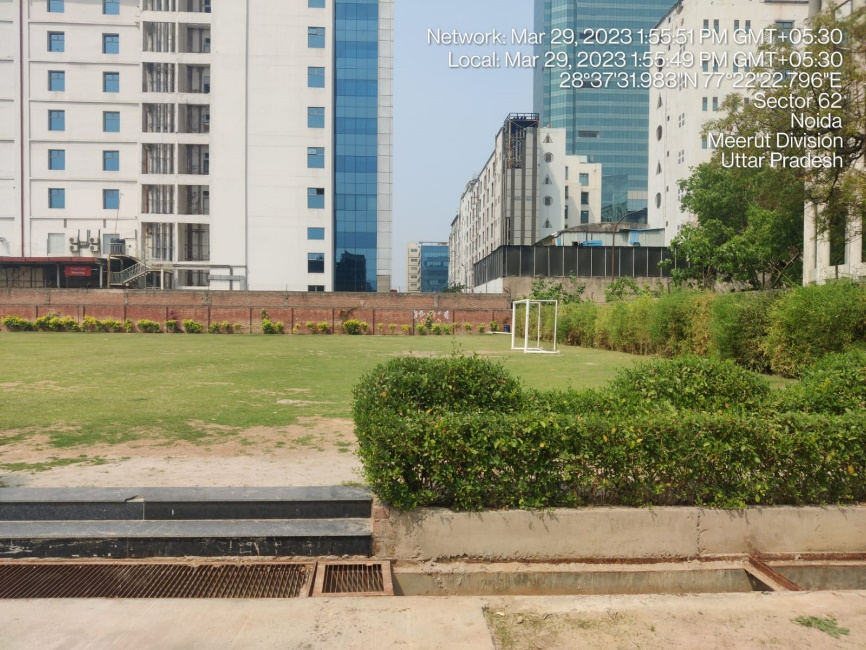 Network: Mar 29, 2023 1:55:51 PM GMT+05:30
Local: Mar 29, 2023 1:55:49 PM GMT+05:30
28°37'31.983"N 77°22'22.796"E
Sector 62
Noida
Meerut Division
Uttar Pradesh